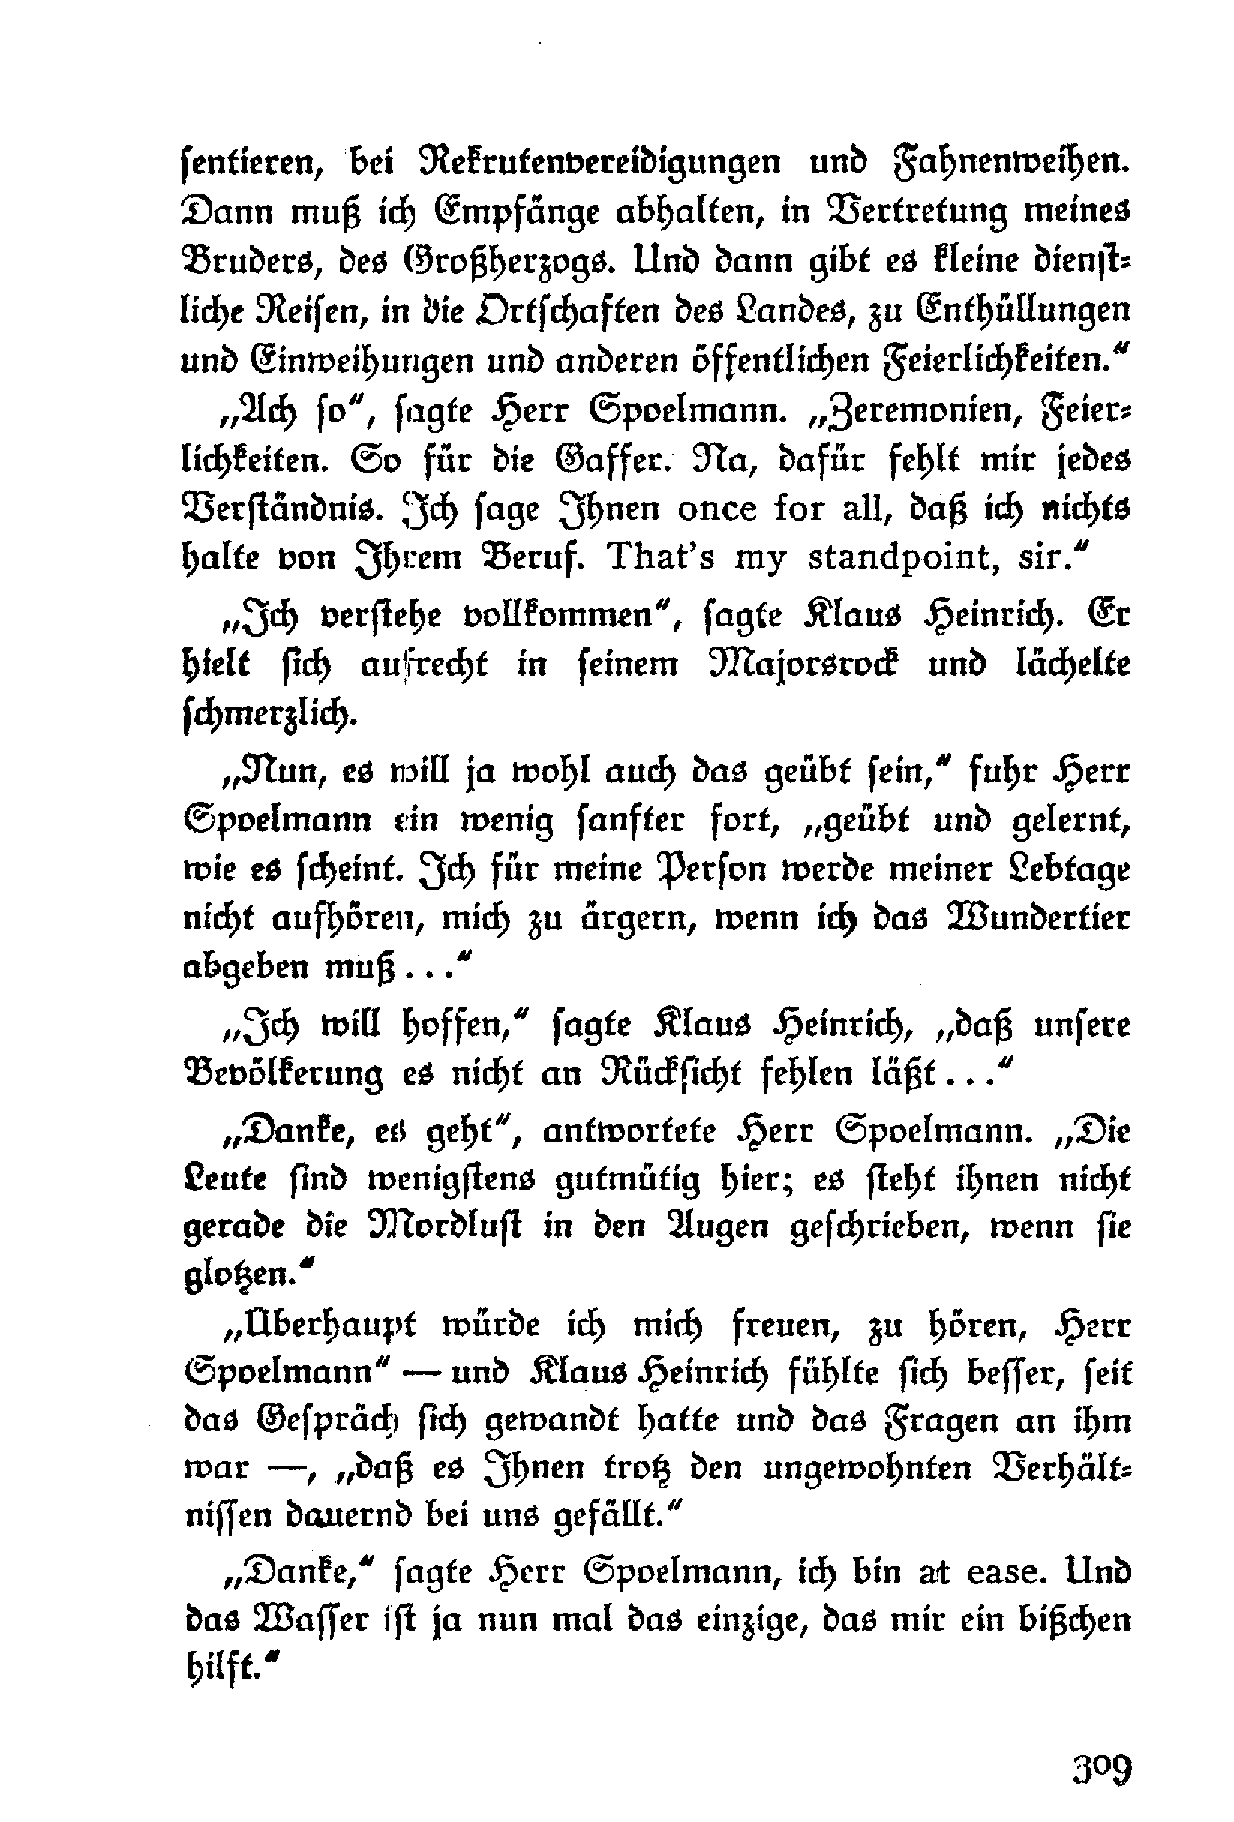 ſentieren, bei Rekrutenvereidigungen und Fahnenweihen.
Dann muß ich Empfänge abhalten, in Vertretung meines
Bruders, des Großherzogs. Und dann gibt es kleine dienſt-
liche Reiſen, in die Ortſchaften des Landes, zu Enthüllungen
und Einweihungen und anderen öffentlichen Feierlichkeiten.“
„Ach ſo“, ſagte Herr Spoelmann. „Zeremonien, Feier-
lichkeiten. So für die Gaffer. Na, dafür fehlt mir jedes
Verſtändnis. Ich ſage Ihnen once for all, daß ich nichts
halte von Ihrem Beruf. That's my standpoint, sir.“
„Ich verſtehe vollkommen“, ſagte Klaus Heinrich. Er
hielt ſich aufrecht in ſeinem Majorsrock und lächelte
ſchmerzlich.
„Nun, es will ja wohl auch das geübt ſein,“ fuhr Herr
Spoelmann ein wenig ſanfter fort, „geübt und gelernt,
wie es ſcheint. Ich für meine Perſon werde meiner Lebtage
nicht aufhören, mich zu ärgern, wenn ich das Wundertier
abgeben muß . . .“
„Ich will hoffen,“ ſagte Klaus Heinrich, „daß unſere
Bevölkerung es nicht an Rückſicht fehlen läßt . . .“
„Danke, es geht“, antwortete Herr Spoelmann. „Die
Leute ſind wenigſtens gutmütig hier; es ſteht ihnen nicht
gerade die Mordluſt in den Augen geſchrieben, wenn ſie
glotzen.“
„Überhaupt würde ich mich freuen, zu hören, Herr
Spoelmann“ — und Klaus Heinrich fühlte ſich beſſer, ſeit
das Geſpräch ſich gewandt hatte und das Fragen an ihm
war —, „daß es Ihnen trotz den ungewohnten Verhält-
niſſen dauernd bei uns gefällt.“
„Danke,“ ſagte Herr Spoelmann, ich bin at ease. Und
das Waſſer iſt ja nun mal das einzige, das mir ein bißchen
hilft.“
309